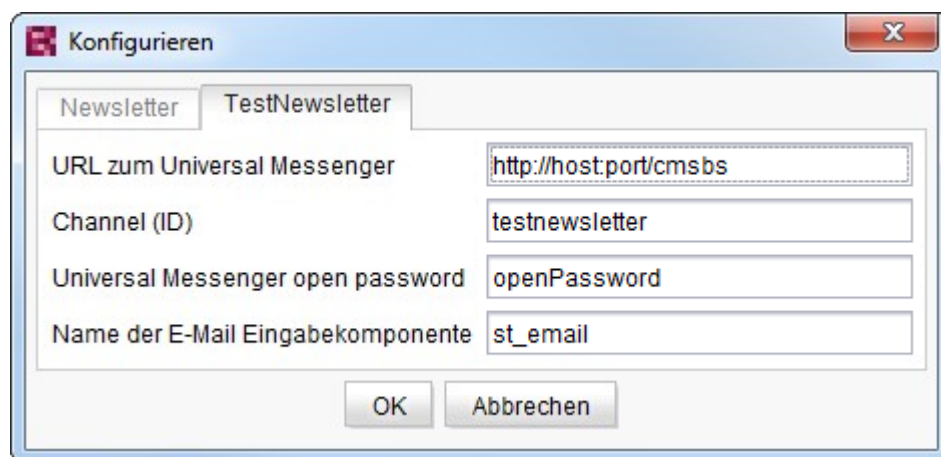 Konfigurieren
Newsletter TestNewsletter
URL zum Universal Messenger http://host:port/cmsbs
Channel (ID) testnewsletter
Universal Messenger open password openPassword
Name der E-Mail Eingabekomponente st_email
OK Abbrechen